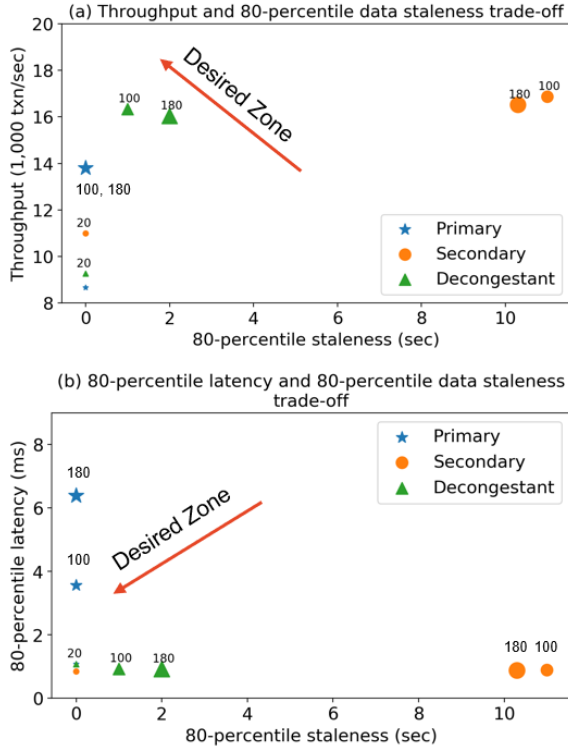 (a) Throughput and 80-percentile data staleness trade-off
20
18
16
14
12
10
8
Throughput (1,000 txn/sec)
Desired Zone
100
180
180
100
100, 180
20
20
Primary
Secondary
Decongestant
0
2
4
6
8
10
80-percentile staleness (sec)
(b) 80-percentile latency and 80-percentile data staleness
trade-off
8
6
4
2
0
80-percentile latency (ms)
180
100
20
100
180
Desired Zone
180 100
Primary
Secondary
Decongestant
0
2
4
6
8
10
80-percentile staleness (sec)